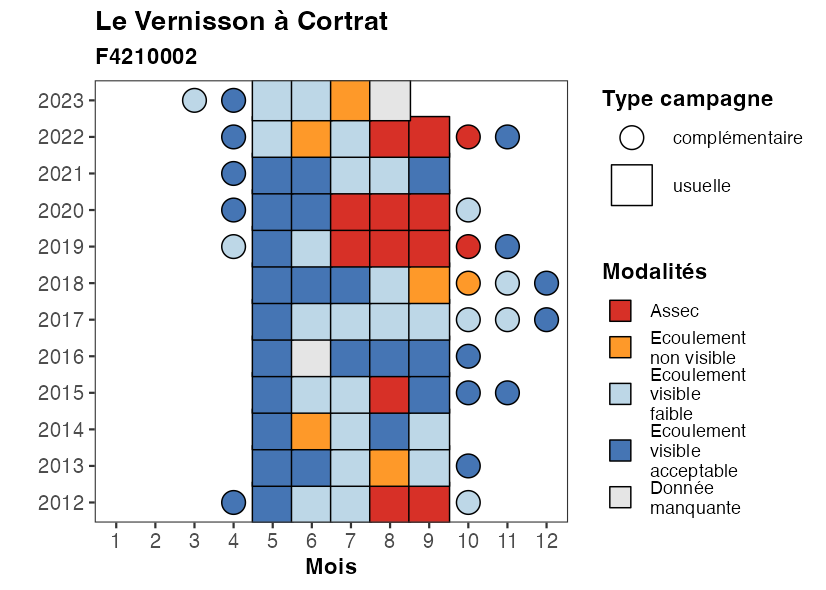 Le Vernisson à Cortrat
F4210002
2023
2022
2021
2020
2019
2018
2017
2016
2015
2014
2013
2012
1 2 3 4 5 6 7 8 9 10 11 12
Mois
Type campagne
complémentaire
usuelle
Modalités
Assec
Ecoulement
non visible
Ecoulement
visible
faible
Ecoulement
visible
acceptable
Donnée
manquante